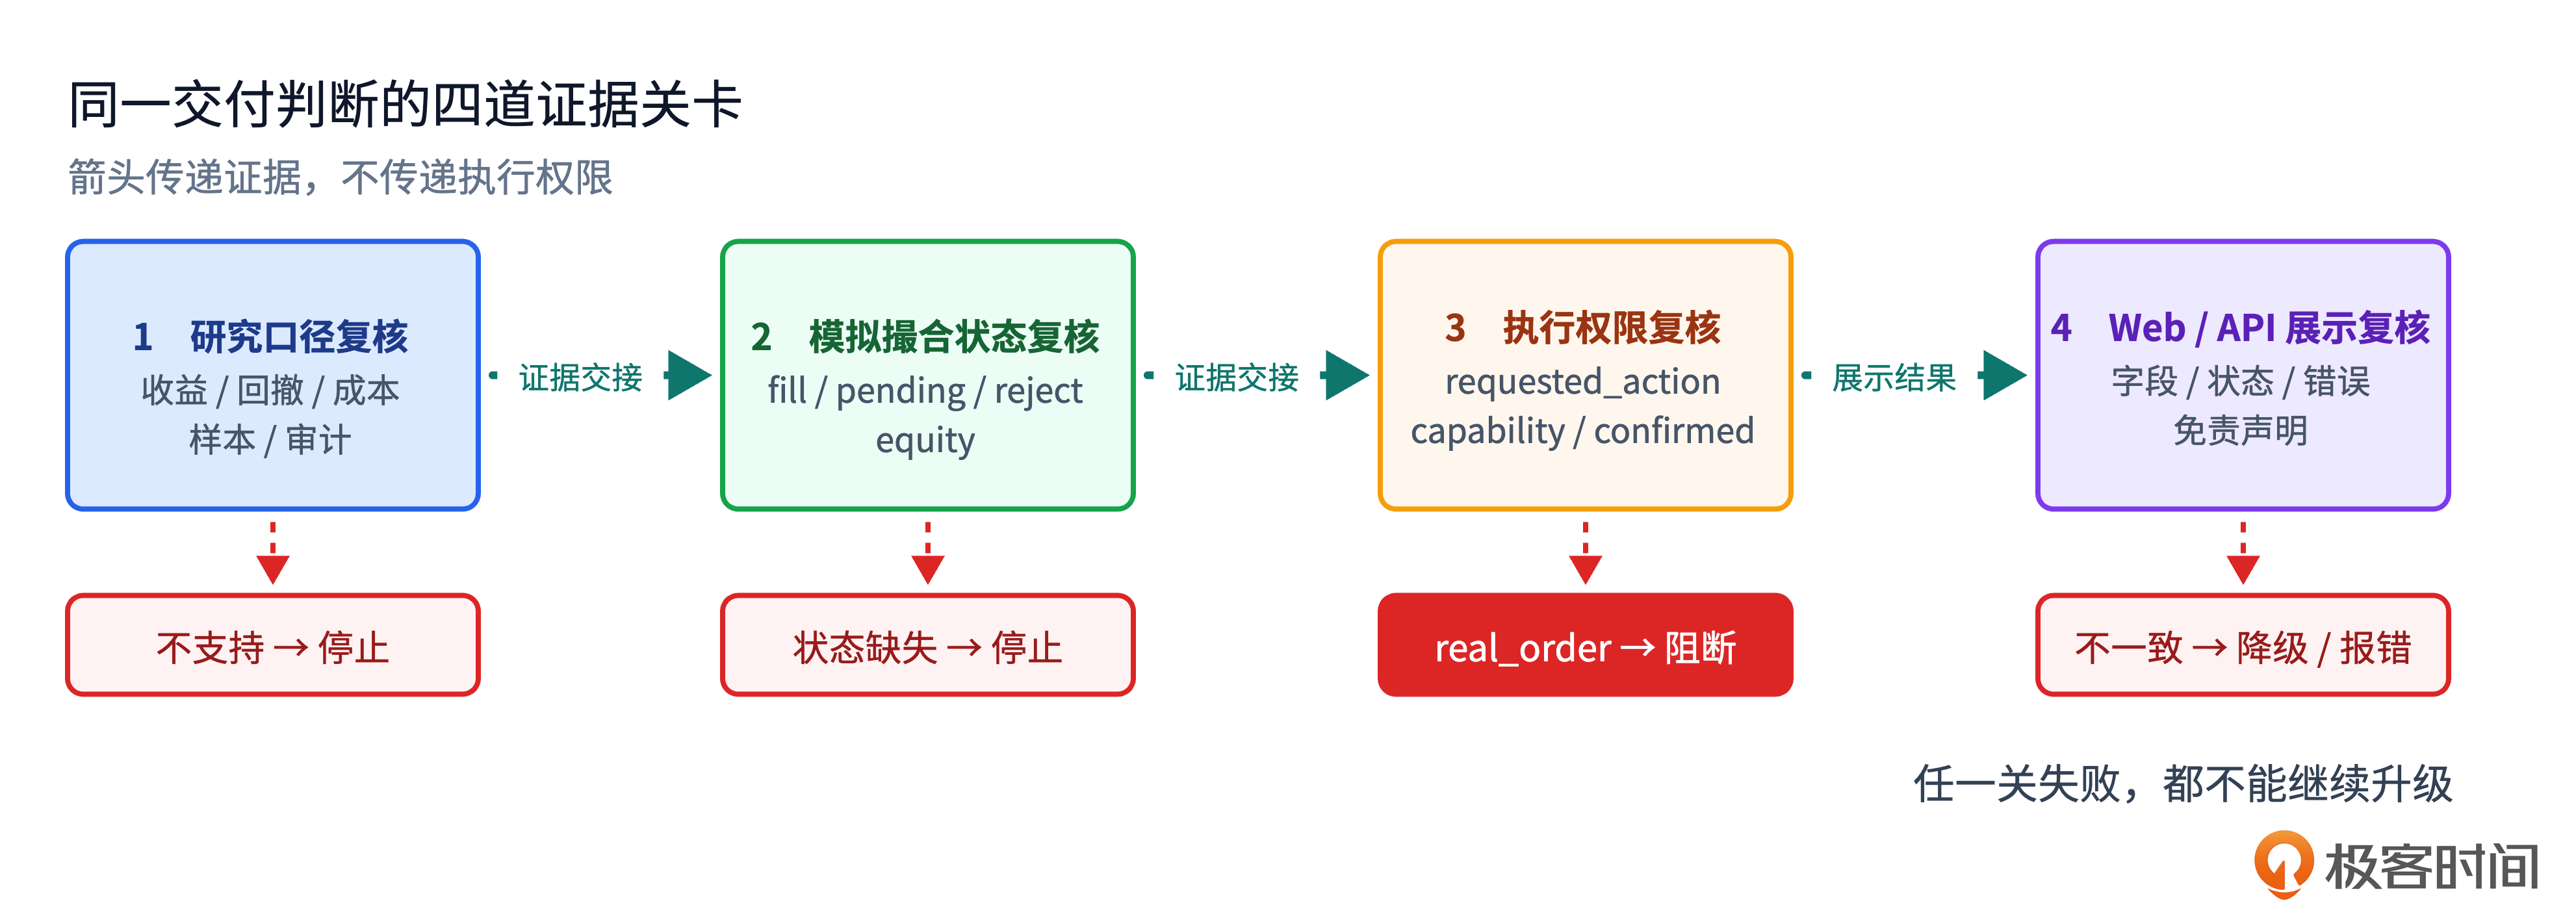 同一交付判断的四道证据关卡
箭头传递证据，不传递执行权限
1 研究口径复核
收益 / 回撤 / 成本
样本 / 审计
证据交接
2 模拟撮合状态复核
fill / pending / reject
equity
证据交接
3 执行权限复核
requested_action
capability / confirmed
展示结果
4 Web / API 展示复核
字段 / 状态 / 错误
免责声明
不支持 → 停止
状态缺失 → 停止
real_order → 阻断
不一致 → 降级 / 报错
任一关失败，都不能继续升级
极客时间